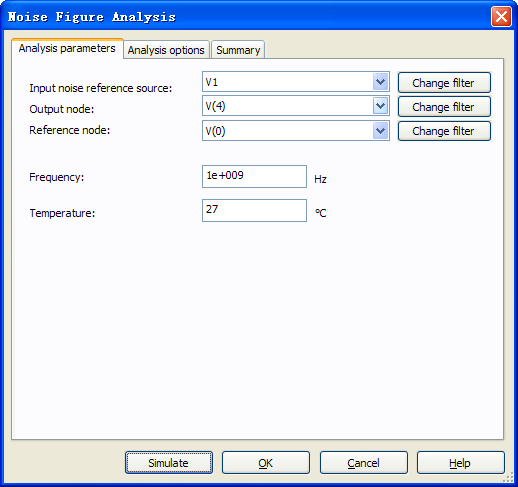 Noise Figure Analysis
Analysis parameters Analysis options Summary
Input noise reference source: V1 Change filter
Output node: V(4) Change filter
Reference node: V(0) Change filter
Frequency: 1e+009 Hz
Temperature: 27 °C
Simulate OK Cancel Help